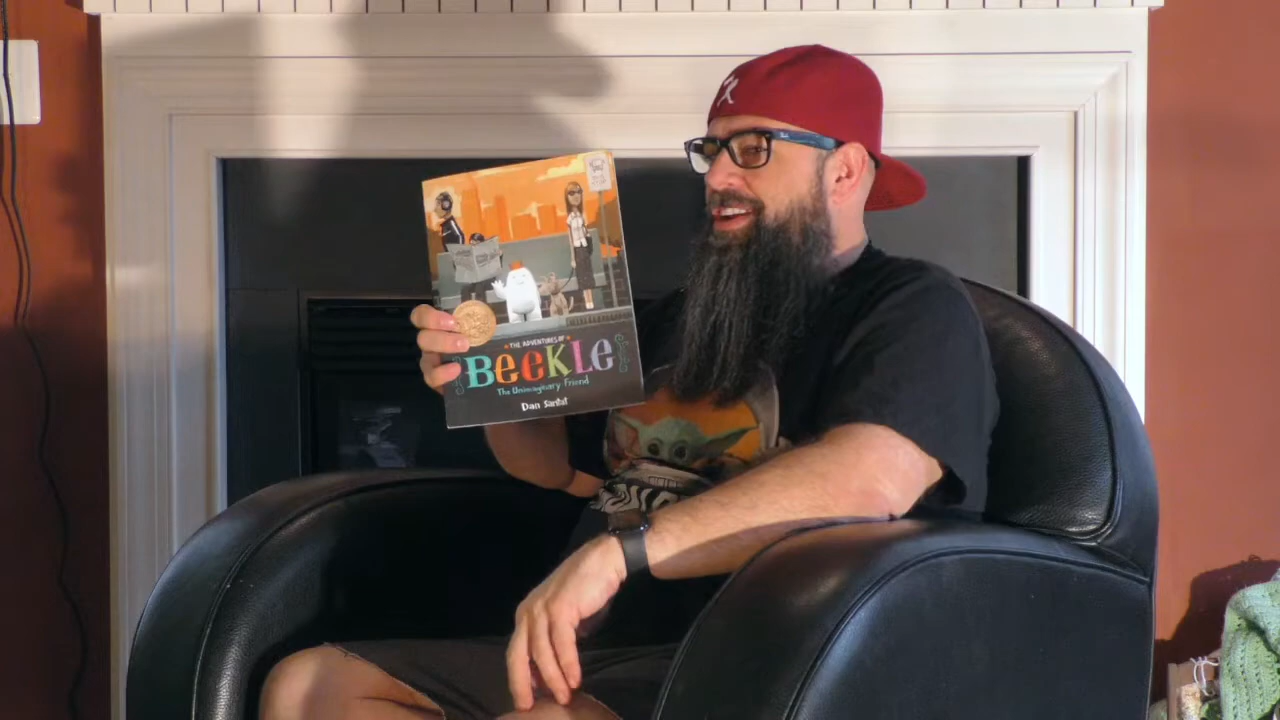 THE ADVENTURES OF
BEEKLE
The Unimaginary Friend
Dan Santat